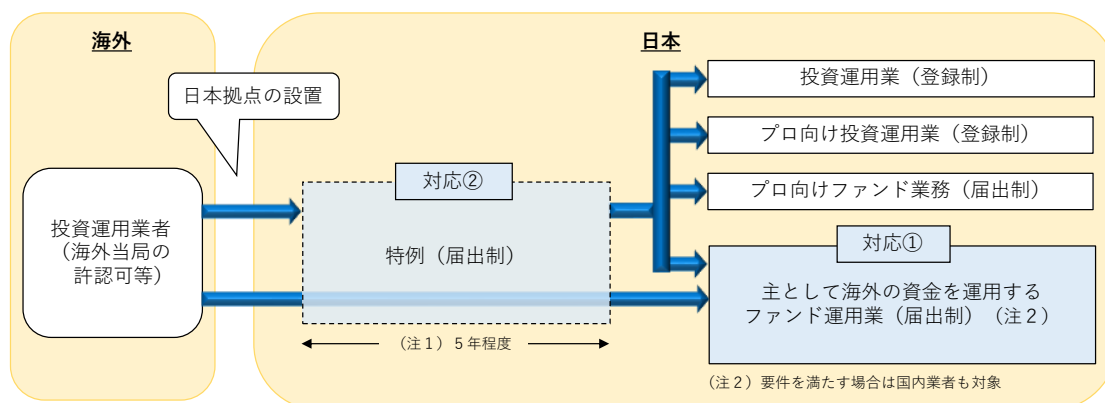 海外
日本
日本拠点の設置
投資運用業（登録制）
プロ向け投資運用業（登録制）
対応②
プロ向けファンド業務（届出制）
投資運用業者
（海外当局の
許認可等）
特例（届出制）
対応①
主として海外の資金を運用する
ファンド運用業（届出制）（注２）
（注１）５年程度
（注２）要件を満たす場合は国内業者も対象